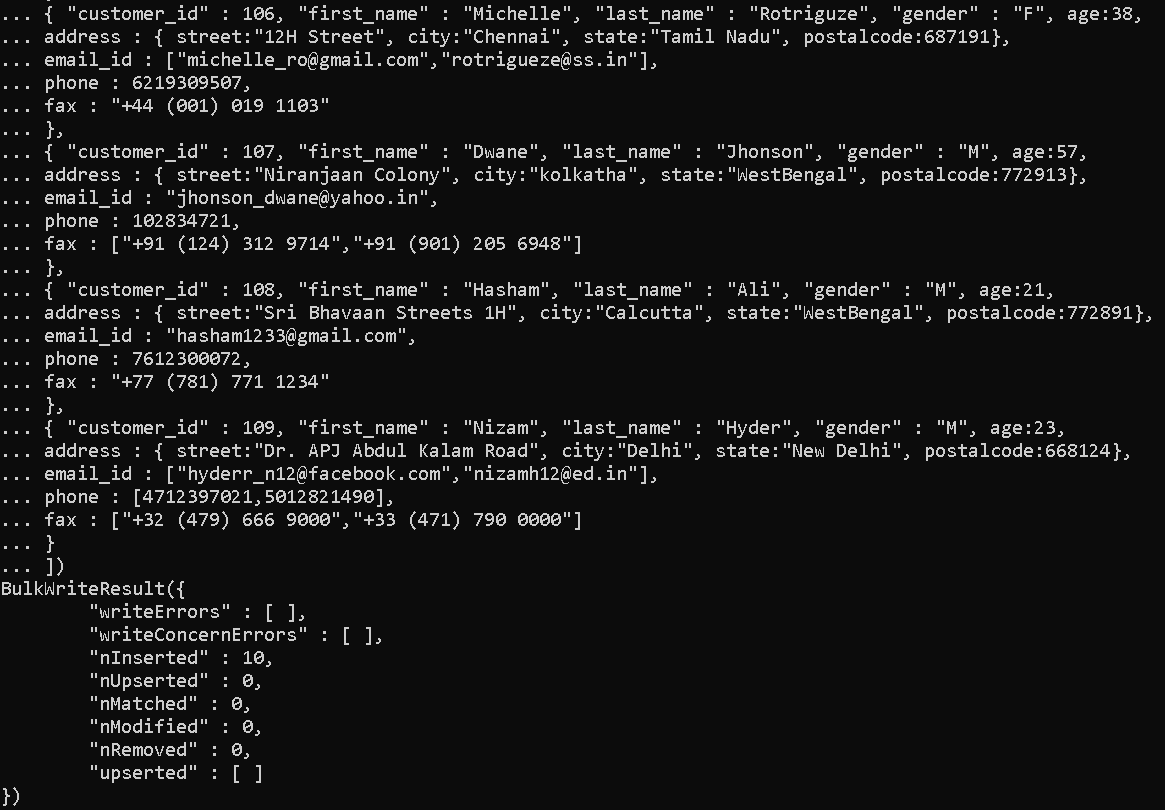 ... { "customer_id" : 106, "first_name" : "Michelle", "last_name" : "Rotriguze", "gender" : "F", age:38,
... address : { street:"12H Street", city:"Chennai", state:"Tamil Nadu", postalcode:687191},
... email_id : ["michelle_ro@gmail.com","rotrigueze@ss.in"],
... phone : 6219309507,
... fax : "+44 (001) 019 1103"
... },
... { "customer_id" : 107, "first_name" : "Dwane", "last_name" : "Jhonson", "gender" : "M", age:57,
... address : { street:"Niranjaan Colony", city:"kolkatha", state:"WestBengal", postalcode:772913},
... email_id : "jhonson_dwane@yahoo.in",
... phone : 102834721,
... fax : ["+91 (124) 312 9714","+91 (901) 205 6948"]
... },
... { "customer_id" : 108, "first_name" : "Hasham", "last_name" : "Ali", "gender" : "M", age:21,
... address : { street:"Sri Bhavaan Streets 1H", city:"Calcutta", state:"WestBengal", postalcode:772891},
... email_id : "hasham1233@gmail.com",
... phone : 7612300072,
... fax : "+77 (781) 771 1234"
... },
... { "customer_id" : 109, "first_name" : "Nizam", "last_name" : "Hyder", "gender" : "M", age:23,
... address : { street:"Dr. APJ Abdul Kalam Road", city:"Delhi", state:"New Delhi", postalcode:668124},
... email_id : ["hyderr_n12@facebook.com","nizamh12@ed.in"],
... phone : [4712397021,5012821490],
... fax : ["+32 (479) 666 9000","+33 (471) 790 0000"]
... }
... ])
BulkWriteResult({
"writeErrors" : [ ],
"writeConcernErrors" : [ ],
"nInserted" : 10,
"nUpserted" : 0,
"nMatched" : 0,
"nModified" : 0,
"nRemoved" : 0,
"upserted" : [ ]
})